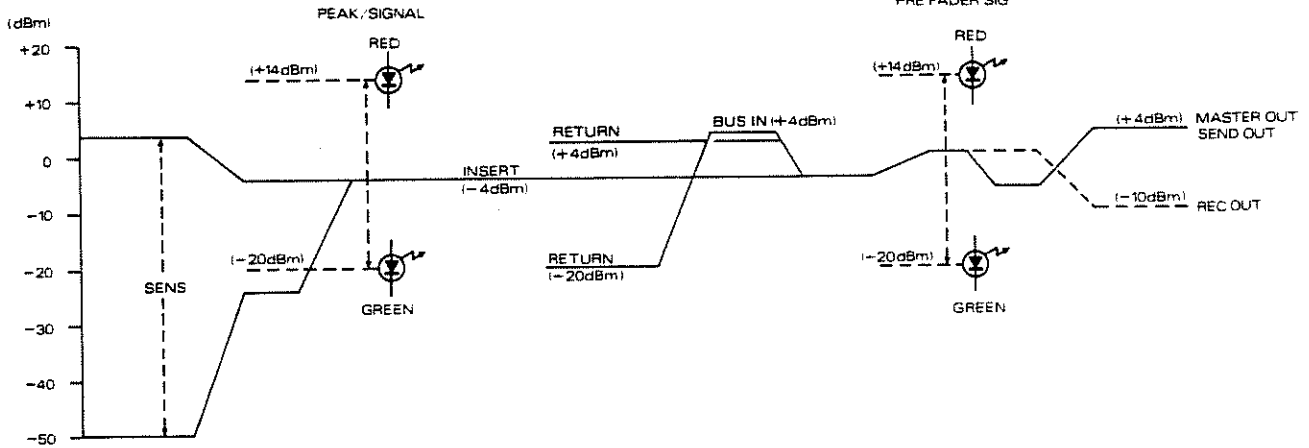 PEAK/SIGNAL
PRE FADER SIG
(dBm)
+20
+10
0
-10
-20
-30
-40
-50
SENS
RED
(+14dBm)
(-20dBm)
GREEN
INSERT
(-4dBm)
RETURN
(+4dBm)
RETURN
(-20dBm)
BUS IN (+4dBm)
RED
(+14dBm)
(-20dBm)
GREEN
(+4dBm) MASTER OUT
SEND OUT
(-10dBm) REC OUT